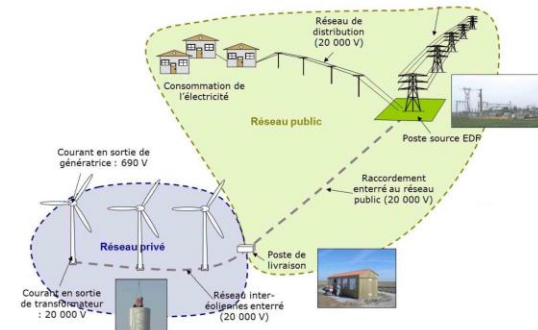 Réseau de
distribution
(20 000 V)
Consommation de
l'électricité
Réseau public
Poste source EDF
Courant en sortie de
génératrice : 690 V
Raccordement
enterré au réseau
public (20 000 V)
Réseau privé
Poste de
livraison
Courant en sortie
de transformateur
: 20 000 V
Réseau inter-
éoliennes enterré
(20 000 V)